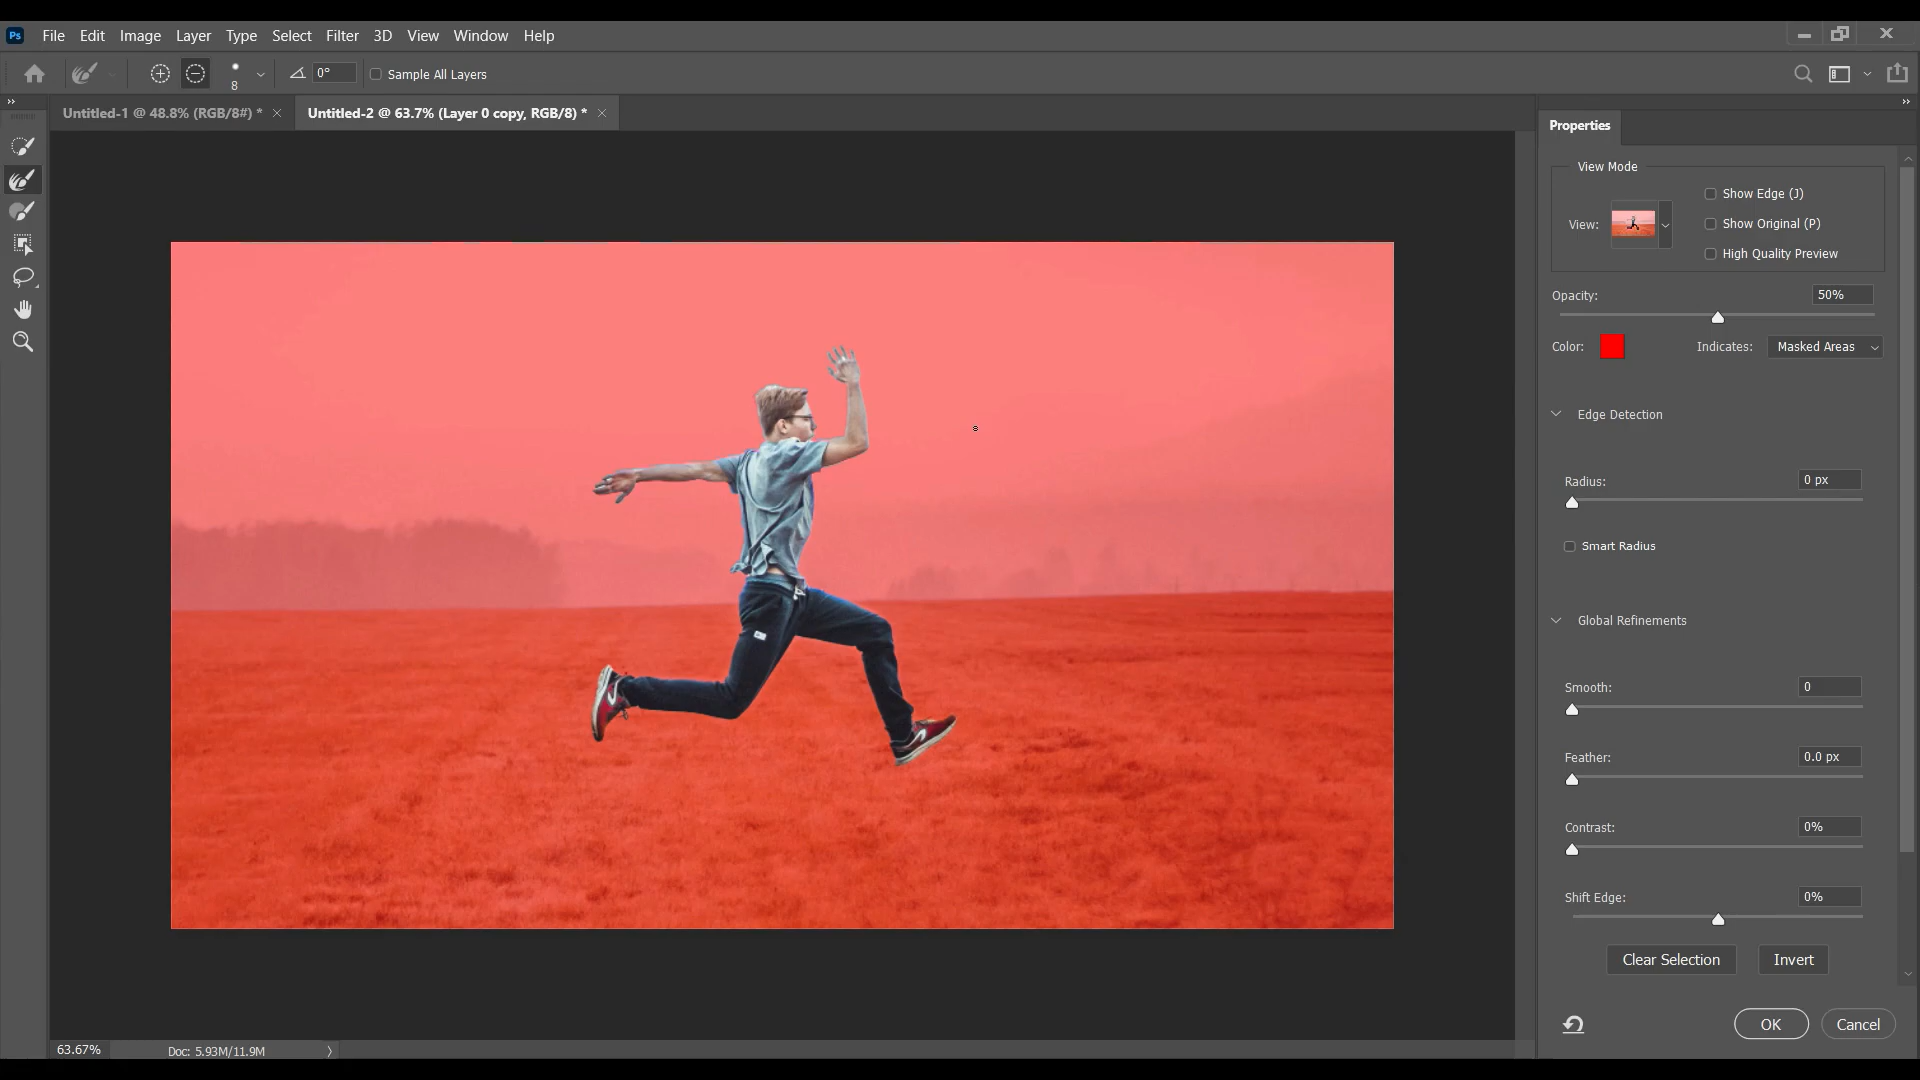 Ps File Edit Image Layer Type Select Filter 3D View Window Help
8 0° Sample All Layers
Untitled-1 @ 48.8% (RGB/8#) * Untitled-2 @ 63.7% (Layer 0 copy, RGB/8) *
Properties
View Mode
View:
Show Edge (J)
Show Original (P)
High Quality Preview
Opacity: 50%
Color: Indicates: Masked Areas
Edge Detection
Radius: 0 px
Smart Radius
Global Refinements
Smooth: 0
Feather: 0.0 px
Contrast: 0%
Shift Edge: 0%
Clear Selection Invert
OK Cancel
63.67% Doc: 5.93M/11.9M